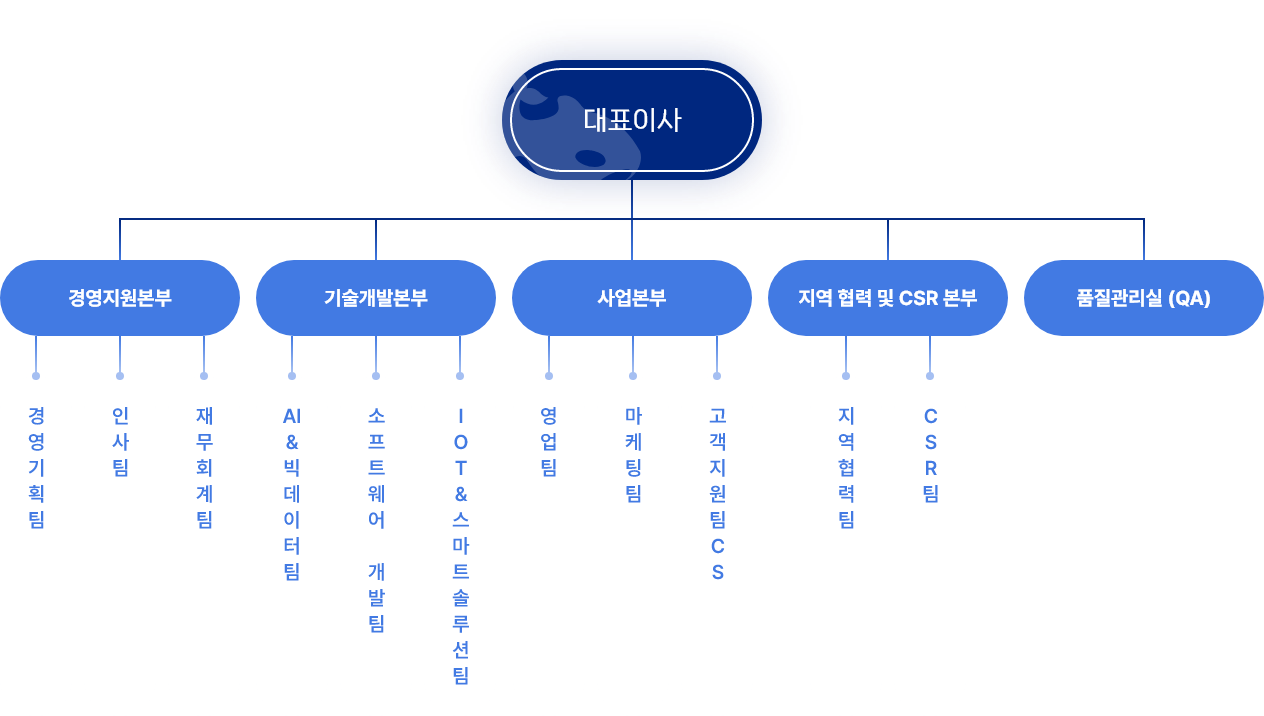 대표이사
경영지원본부
기술개발본부
사업본부
지역 협력 및 CSR 본부
품질관리실 (QA)
경영기획팀
인사팀
재무회계팀
AI&빅데이터팀
소프트웨어 개발팀
IOT&스마트솔루션팀
영업팀
마케팅팀
고객지원팀CS
지역협력팀
CSR팀